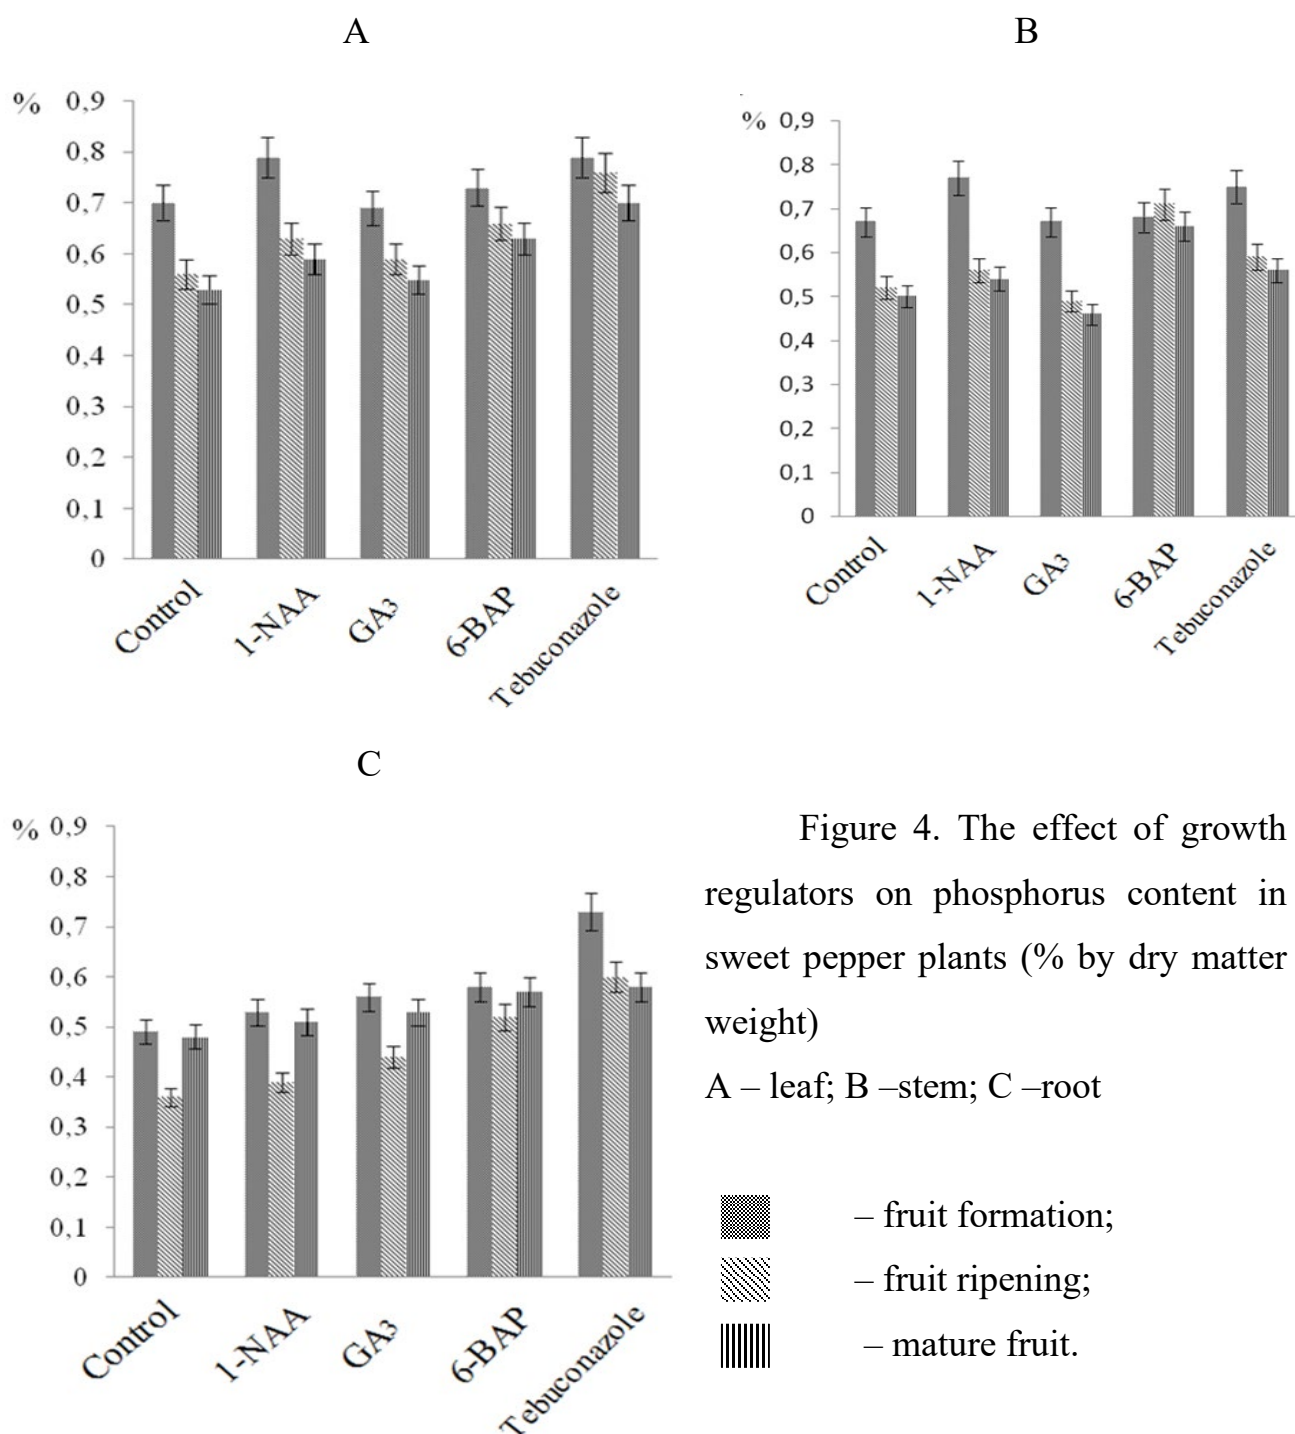 A
% 0,9
0,8
0,7
0,6
0,5
0,4
0,3
0,2
0,1
0
Control
1-NAA
GA3
6-BAP
Tebuconazole
B
% 0,9
0,8
0,7
0,6
0,5
0,4
0,3
0,2
0,1
0
Control
1-NAA
GA3
6-BAP
Tebuconazole
C
% 0,9
0,8
0,7
0,6
0,5
0,4
0,3
0,2
0,1
0
Control
1-NAA
GA3
6-BAP
Tebuconazole
Figure 4. The effect of growth
regulators on phosphorus content in
sweet pepper plants (% by dry matter
weight)
A – leaf; B –stem; C –root
– fruit formation;
– fruit ripening;
– mature fruit.